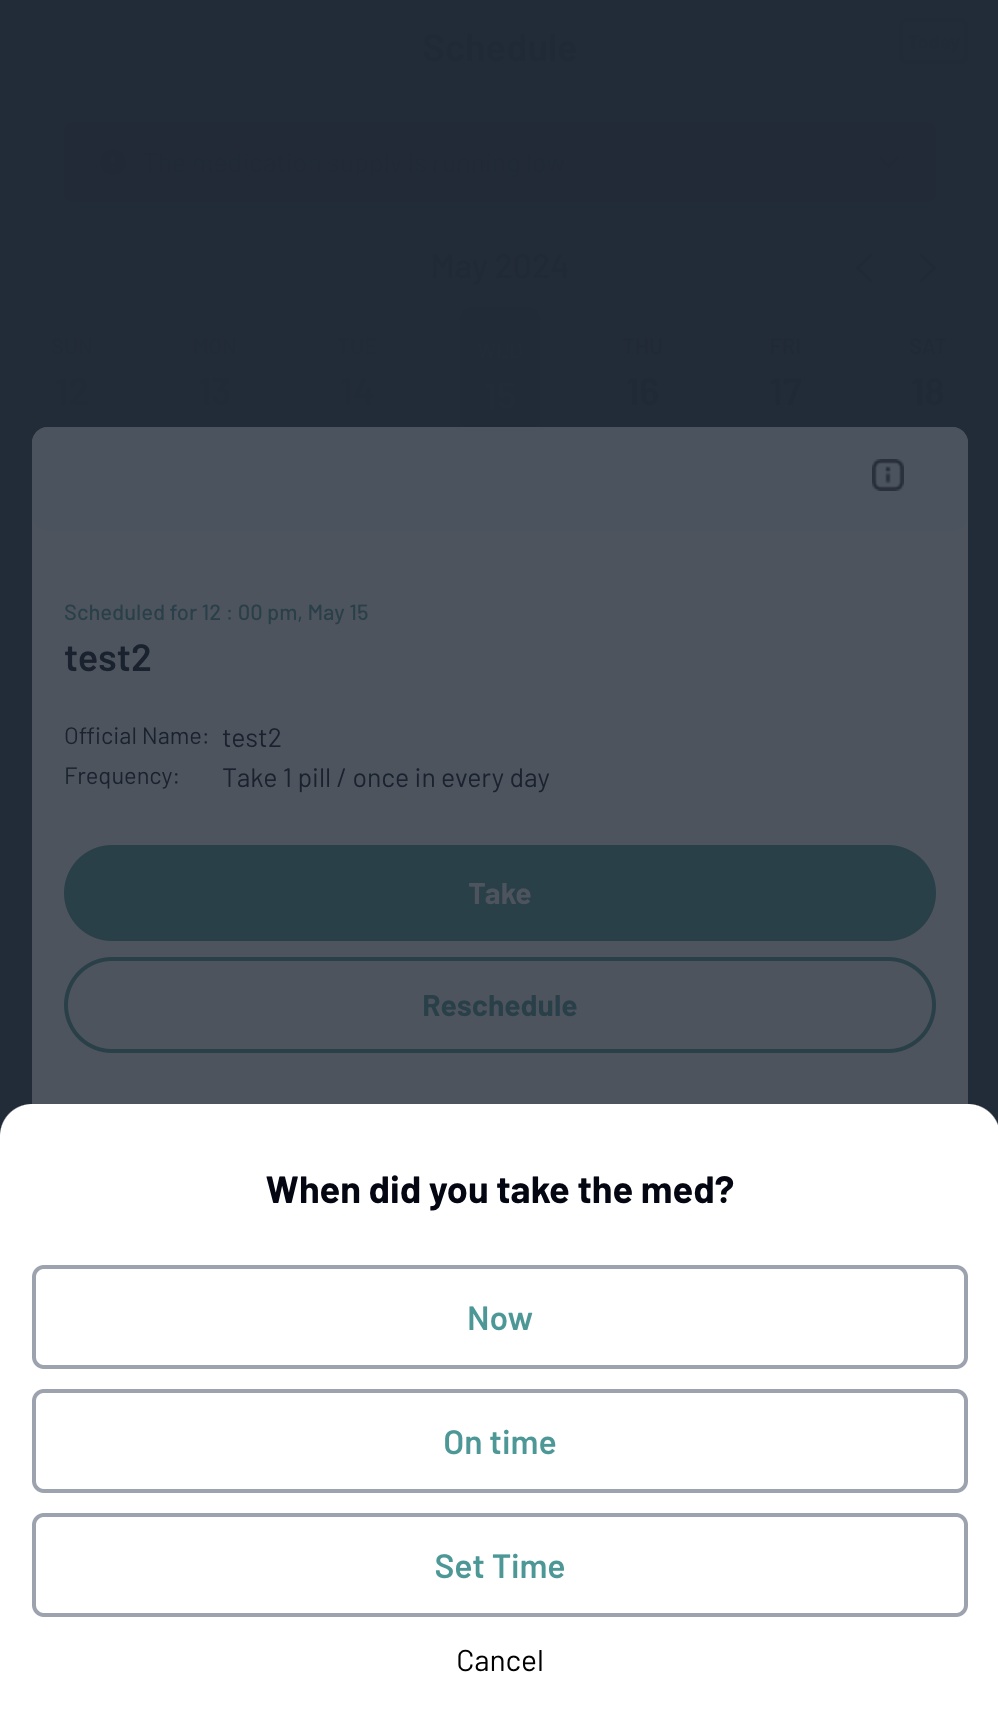 Schedule
May 2024
THU FRI SAT
16 17 18
Scheduled for 12 : 00 pm, May 15
test2
Official Name: test2
Frequency: Take 1 pill / once in every day
Take
Reschedule
When did you take the med?
Now
On time
Set Time
Cancel